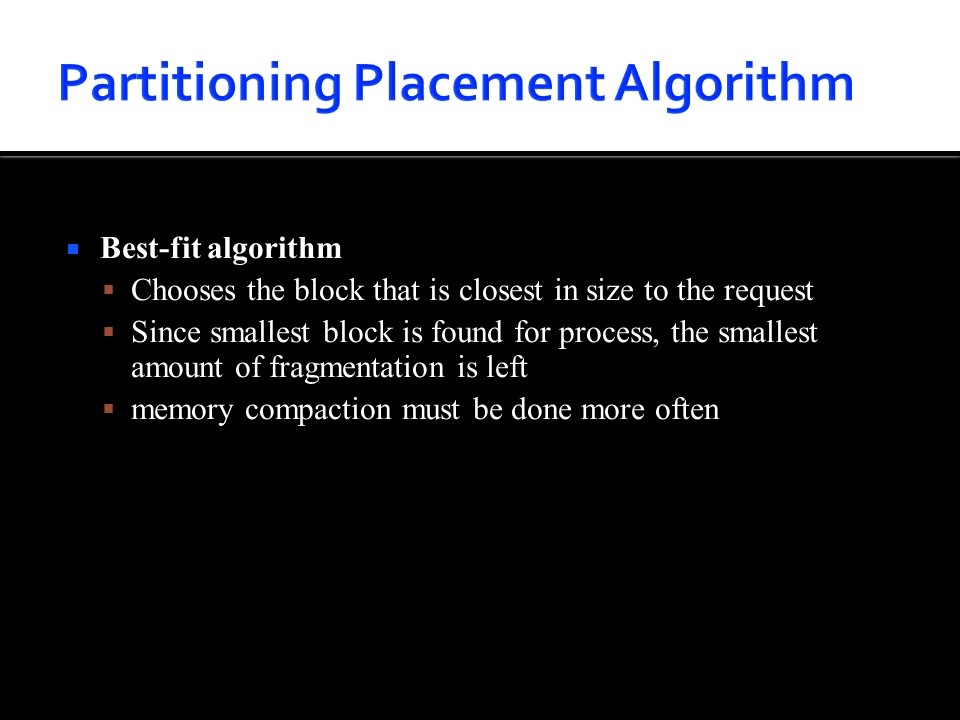 Partitioning Placement Algorithm
Best-fit algorithm
Chooses the block that is closest in size to the request
Since smallest block is found for process, the smallest
amount of fragmentation is left
memory compaction must be done more often